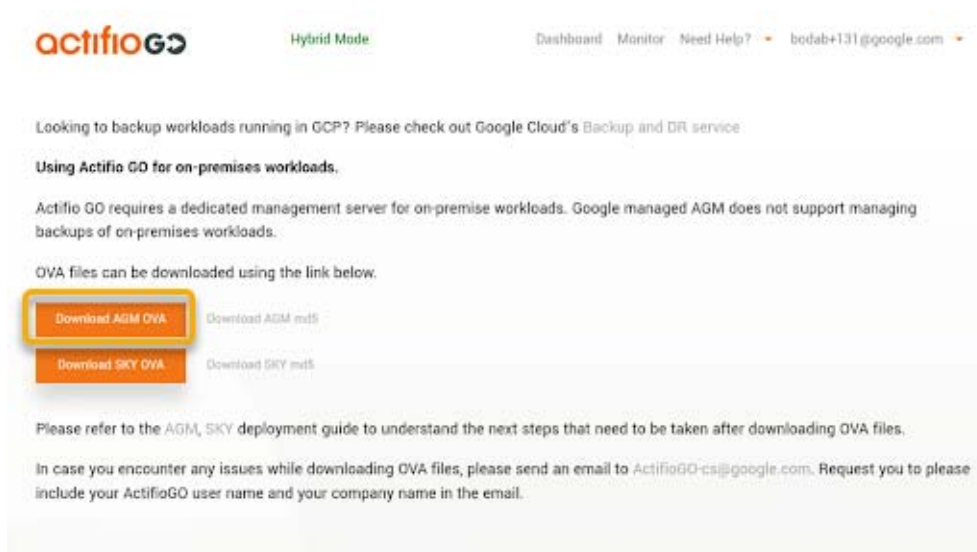 actifioGO
Hybrid Mode
Dashboard Monitor Need Help? bodab+131@google.com
Looking to backup workloads running in GCP? Please check out Google Cloud's Backup and DR service
Using Actifio GO for on-premises workloads.
Actifio GO requires a dedicated management server for on-premise workloads. Google managed AGM does not support managing
backups of on-premises workloads.
OVA files can be downloaded using the link below.
Download AGM OVA Download AGM md5
Download SKY OVA Download SKY md5
Please refer to the AGM, SKY deployment guide to understand the next steps that need to be taken after downloading OVA files.
In case you encounter any issues while downloading OVA files, please send an email to ActifioGO-cs@google.com. Request you to please
include your ActifioGO user name and your company name in the email.